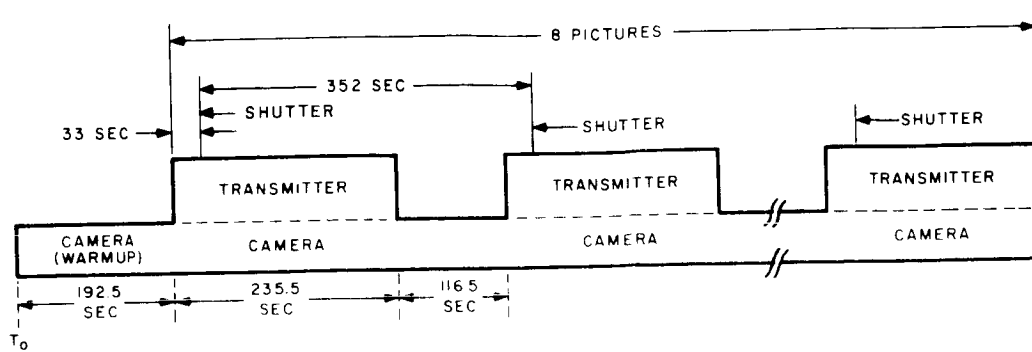 8 PICTURES
352 SEC
SHUTTER
33 SEC
SHUTTER
SHUTTER
TRANSMITTER
TRANSMITTER
TRANSMITTER
CAMERA
(WARMUP)
CAMERA
CAMERA
CAMERA
192.5
SEC
235.5
SEC
116.5
SEC
To